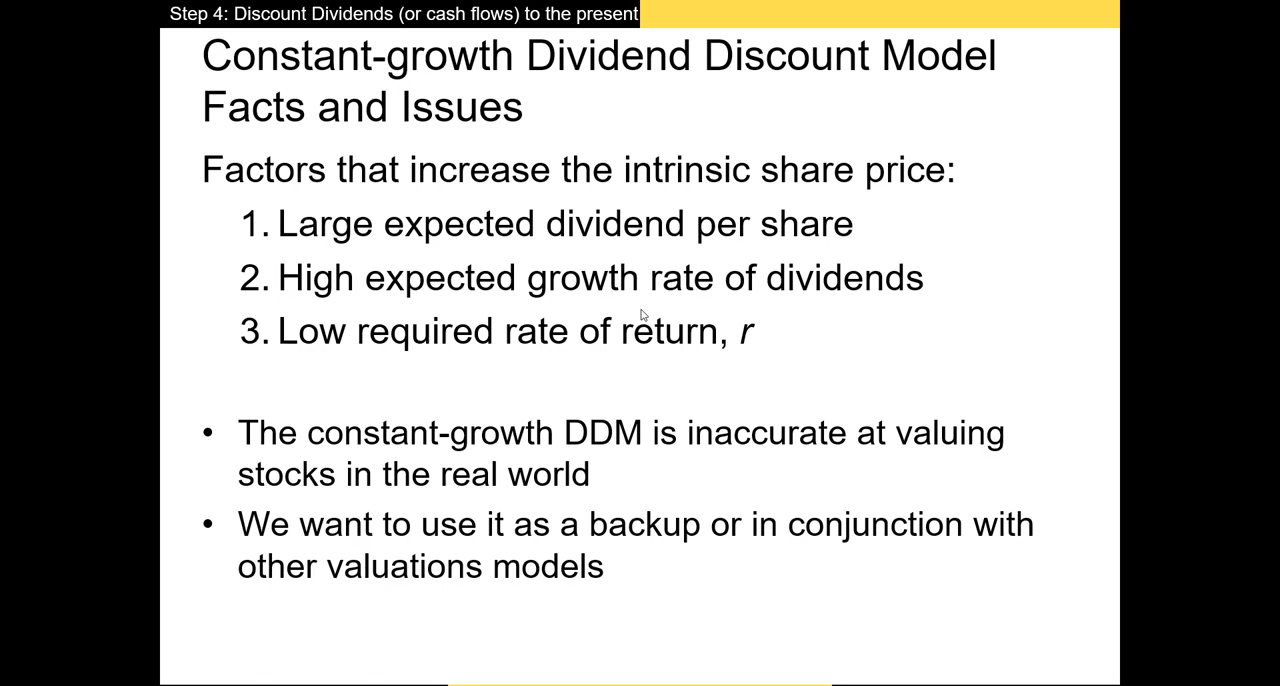 Step 4: Discount Dividends (or cash flows) to the present
Constant-growth Dividend Discount Model
Facts and Issues
Factors that increase the intrinsic share price:
1. Large expected dividend per share
2. High expected growth rate of dividends
3. Low required rate of return, r
• The constant-growth DDM is inaccurate at valuing
stocks in the real world
• We want to use it as a backup or in conjunction with
other valuations models